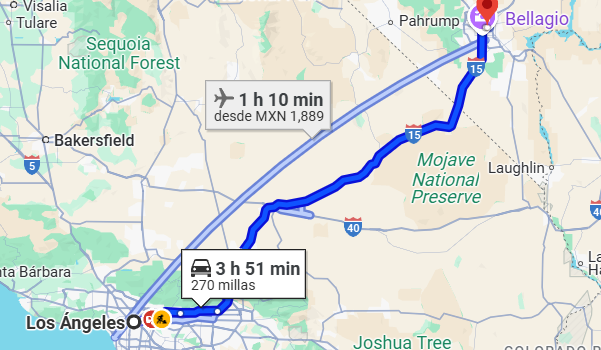 Visalia
Tulare
Pahrump
Bellagio
Sequoia
National Forest
15
1 h 10 min
desde MXN 1,889
15
Bakersfield
5
Mojave
National
Preserve
Laughlin
40
Bárbara
3 h 51 min
270 millas
Los Ángeles
Joshua Tree